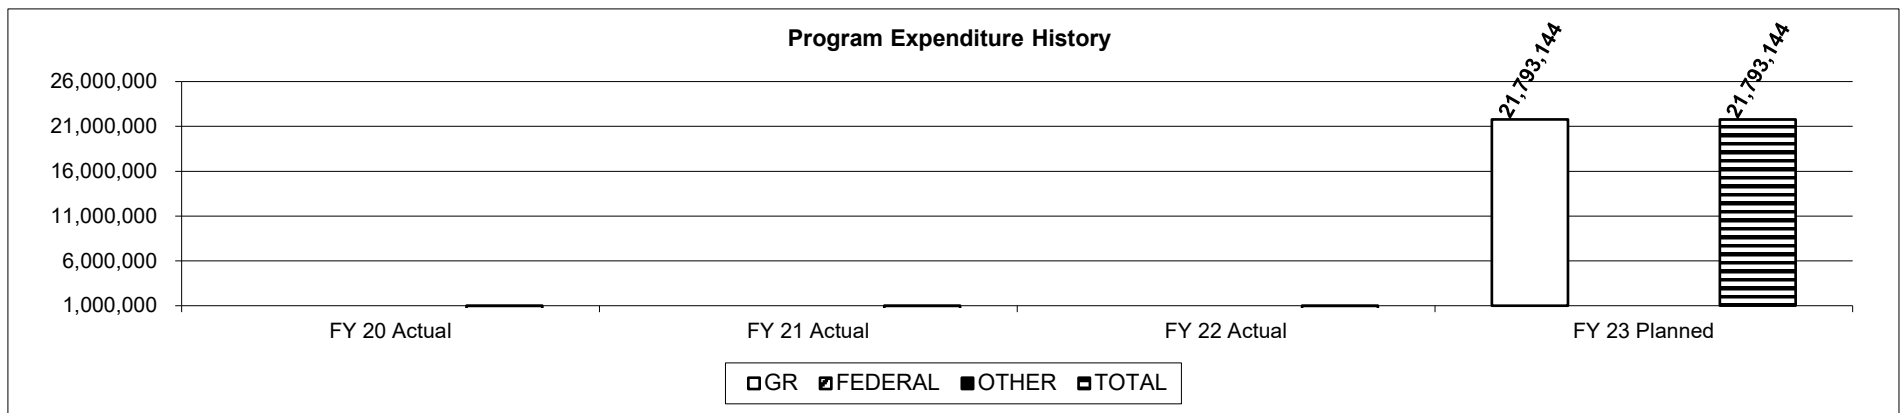 Program Expenditure History
21,793,144
21,793,144
26,000,000
21,000,000
16,000,000
11,000,000
6,000,000
1,000,000
FY 20 Actual
FY 21 Actual
FY 22 Actual
FY 23 Planned
GR FEDERAL OTHER TOTAL